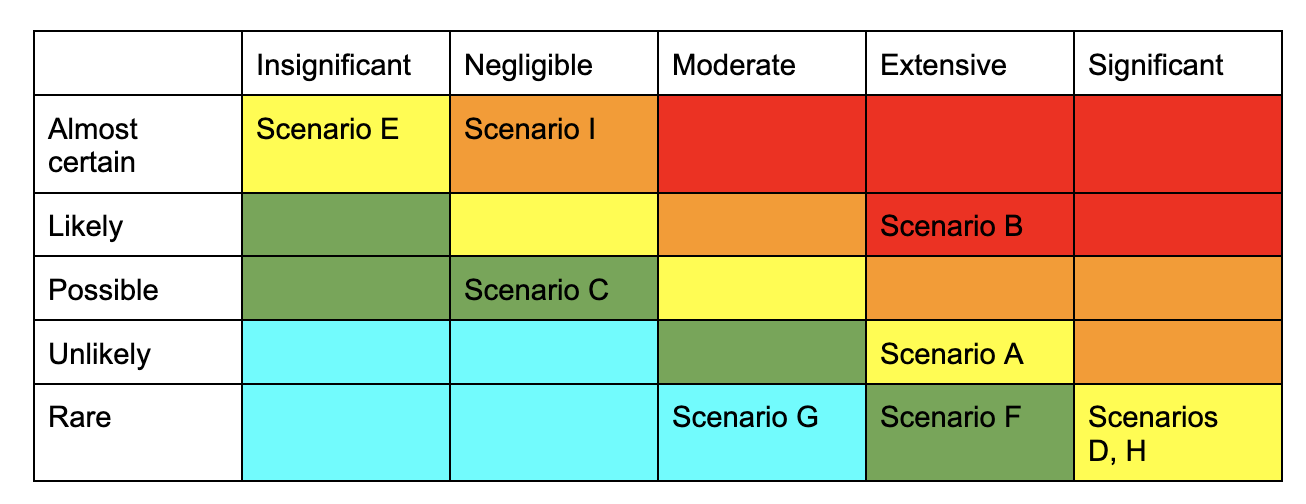 Insignificant Negligible Moderate Extensive Significant
Almost certain Scenario E Scenario I
Likely Scenario B
Possible Scenario C
Unlikely Scenario A
Rare Scenario G Scenario F Scenarios D, H